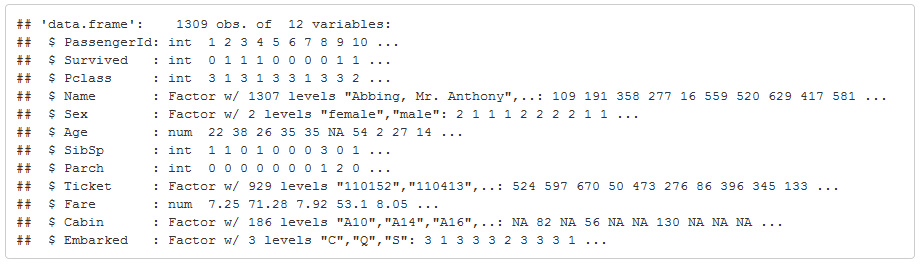 ## 'data.frame':    1309 obs. of  12 variables:
##  $ PassengerId: int  1 2 3 4 5 6 7 8 9 10 ...
##  $ Survived   : int  0 1 1 1 0 0 0 0 1 1 ...
##  $ Pclass     : int  3 1 3 1 3 3 1 3 3 2 ...
##  $ Name       : Factor w/ 1307 levels "Abbing, Mr. Anthony",..: 109 191 358 277 16 559 520 629 417 581 ...
##  $ Sex        : Factor w/ 2 levels "female","male": 2 1 1 1 2 2 2 2 1 1 ...
##  $ Age        : num  22 38 26 35 35 NA 54 2 27 14 ...
##  $ SibSp      : int  1 1 0 1 0 0 0 3 0 1 ...
##  $ Parch      : int  0 0 0 0 0 0 0 1 2 0 ...
##  $ Ticket     : Factor w/ 929 levels "110152","110413",..: 524 597 670 50 473 276 86 396 345 133 ...
##  $ Fare       : num  7.25 71.28 7.92 53.1 8.05 ...
##  $ Cabin      : Factor w/ 186 levels "A10","A14","A16",..: NA 82 NA 56 NA NA 130 NA NA NA ...
##  $ Embarked   : Factor w/ 3 levels "C","Q","S": 3 1 3 3 3 2 3 3 3 1 ...